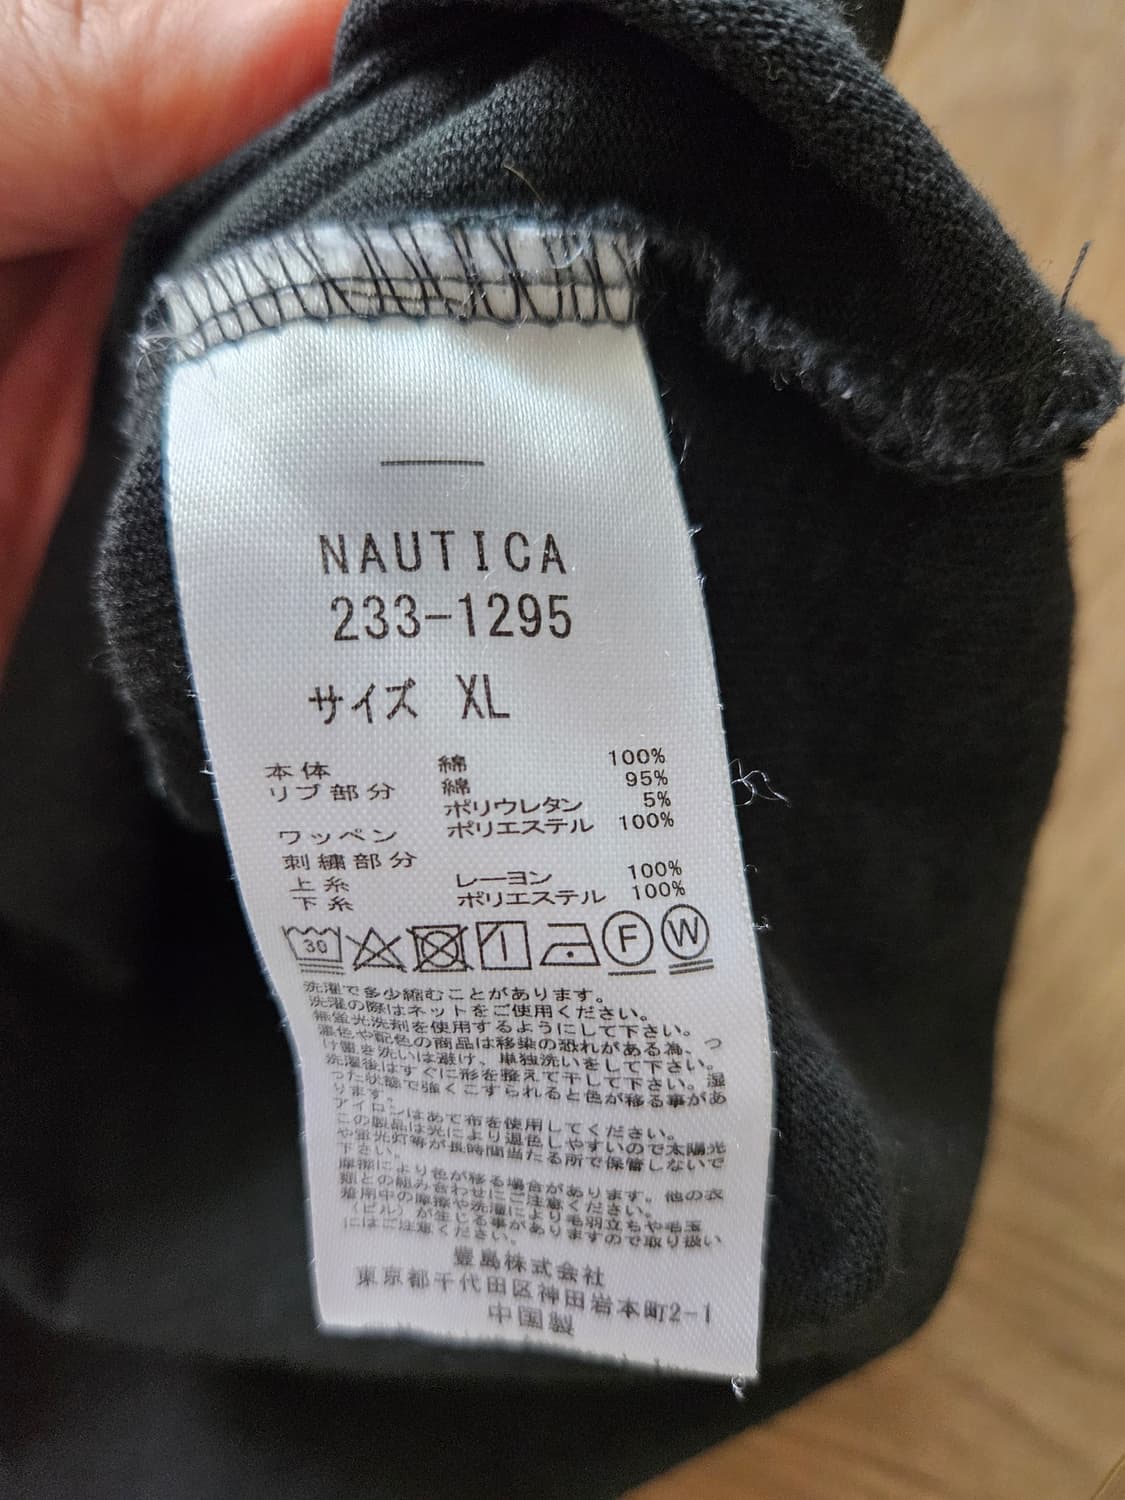 NAUTICA
233-1295
サイズ XL
本体 綿 100%
リブ部分 綿 95%
ポリウレタン 5%
ワッペン ポリエステル 100%
刺繍部分
上糸 レーヨン 100%
下糸 ポリエステル 100%
30 F W
洗濯で多少縮むことがあります。
洗濯の際はネットをご使用ください。
無蛍光洗剤を使用するようにして下さい。
濃色や配色の商品は移染の恐れがある為、つ
け置き洗いは避け、単独洗いをして下さい。
洗濯後はすぐに形を整えて干して下さい。湿
った状態で強くこすられると色が移る事があ
ります。
アイロンはあて布を使用してください。
この製品は光により退色しやすいので太陽光
や蛍光灯等が長時間当たる所で保管しないで
下さい。
摩擦により色が移る場合があります。他の衣
類との組み合わせにご注意ください。
着用中の摩擦や洗濯により毛羽立ちや毛玉
（ピル）が生じる事がありますので取り扱い
にはご注意ください。
豊島株式会社
東京都千代田区神田岩本町2-1
中国製